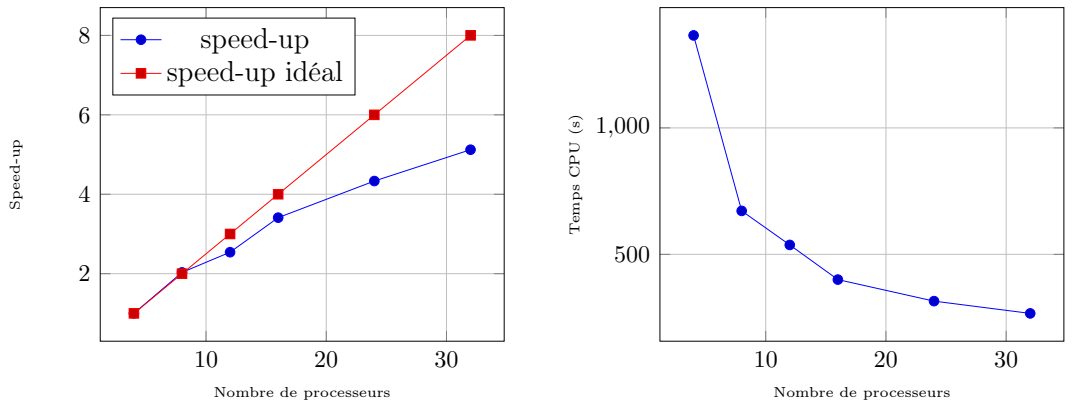 8
6
4
2
10
20
30
Speed-up
Nombre de processeurs
speed-up
speed-up idéal
1,000
500
10
20
30
Temps CPU (s)
Nombre de processeurs